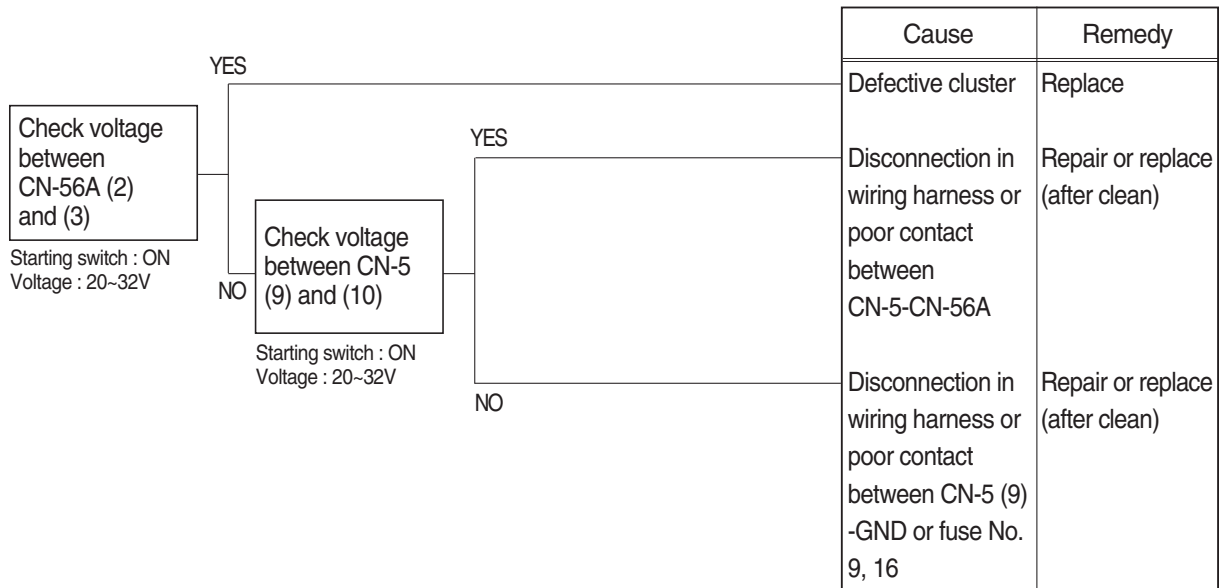 Cause
Remedy
YES
Defective cluster
Replace
Check voltage
between
CN-56A (2)
and (3)
Starting switch : ON
Voltage : 20~32V
NO
Check voltage
between CN-5
(9) and (10)
Starting switch : ON
Voltage : 20~32V
YES
Disconnection in
wiring harness or
poor contact
between
CN-5-CN-56A
Repair or replace
(after clean)
NO
Disconnection in
wiring harness or
poor contact
between CN-5 (9)
-GND or fuse No.
9, 16
Repair or replace
(after clean)